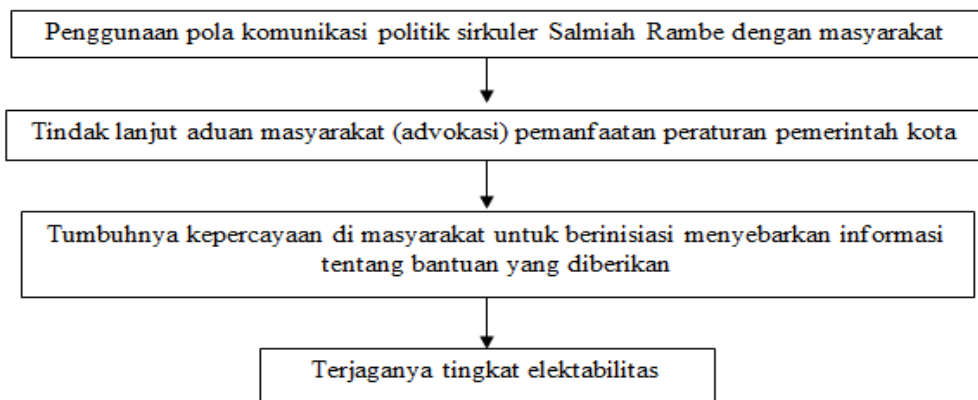 Penggunaan pola komunikasi politik sirkuler Salmiah Rambe dengan masyarakat
Tindak lanjut aduan masyarakat (advokasi) pemanfaatan peraturan pemerintah kota
Tumbuhnya kepercayaan di masyarakat untuk berinisiasi menyebarkan informasi
tentang bantuan yang diberikan
Terjaganya tingkat elektabilitas